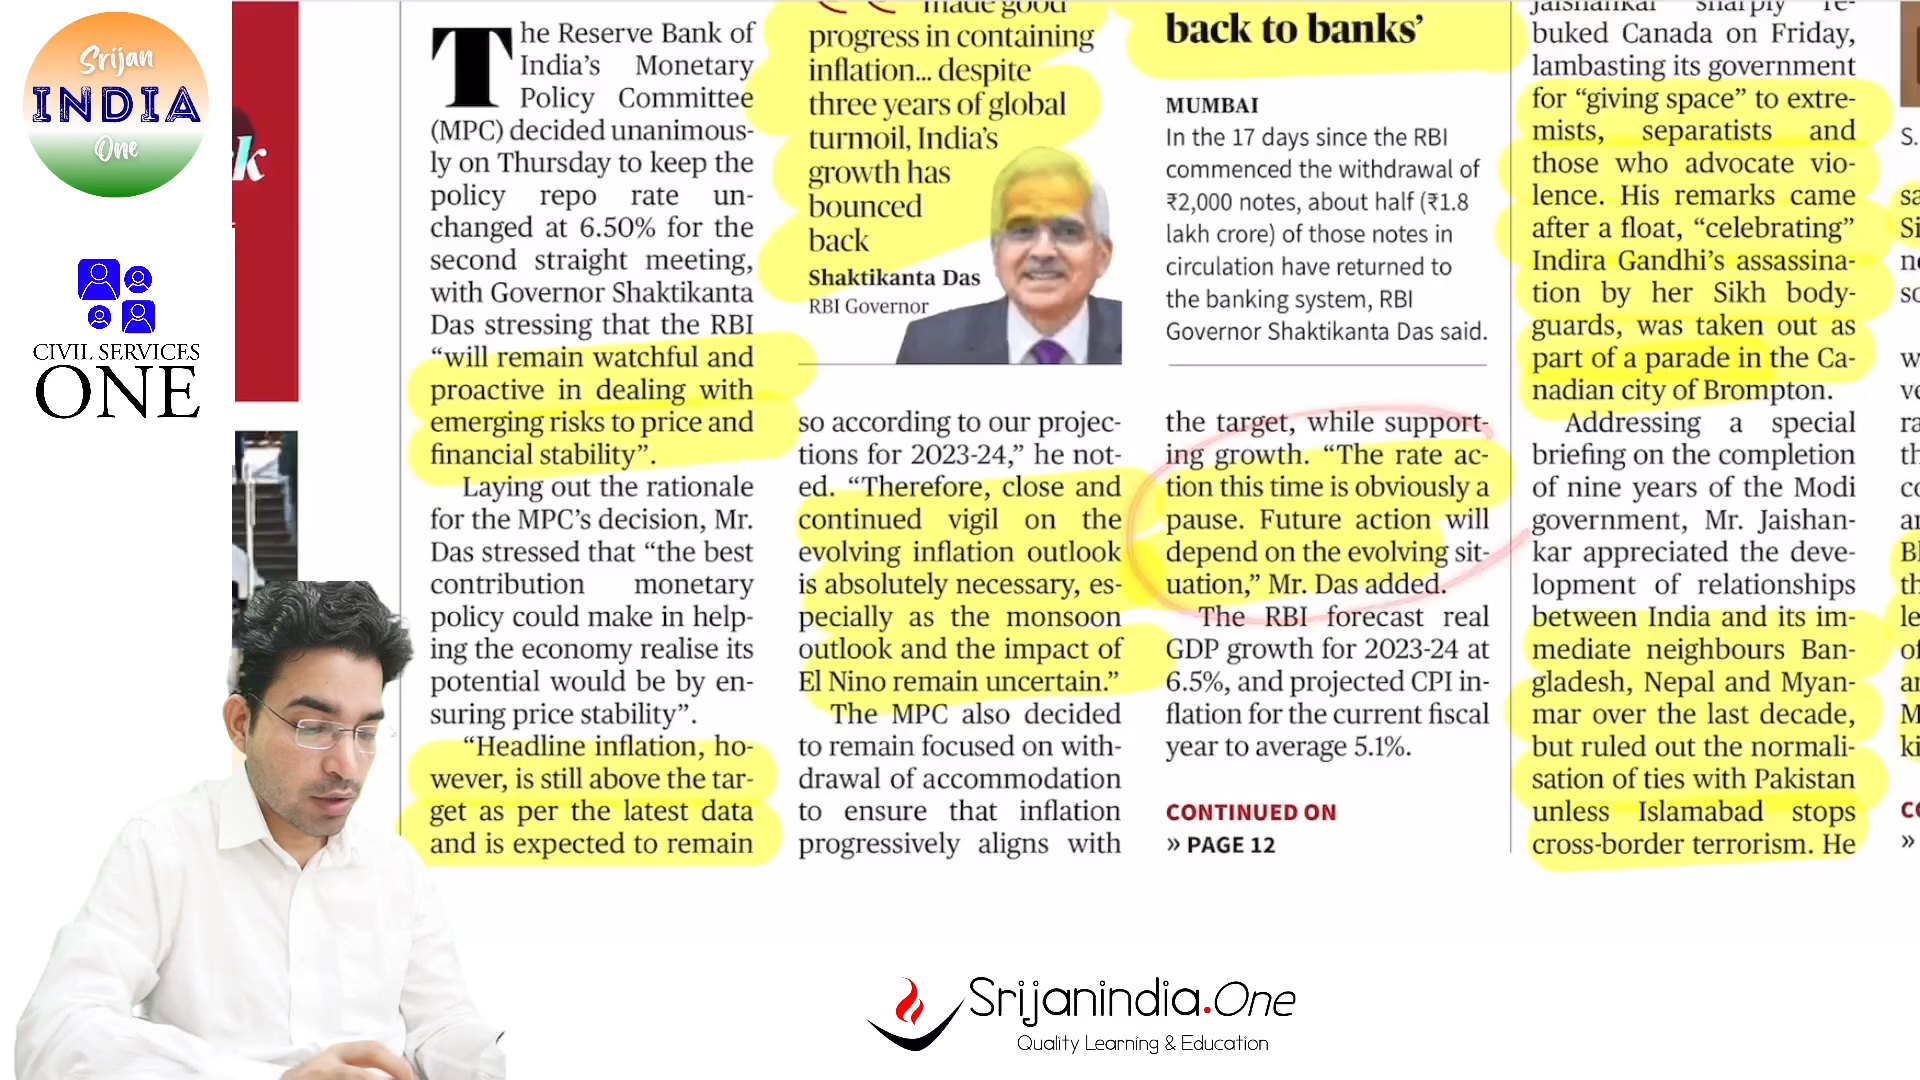 Srijan
INDIA
One
CIVIL SERVICES
ONE
k
The Reserve Bank of
India’s Monetary
Policy Committee
(MPC) decided unanimous-
ly on Thursday to keep the
policy repo rate un-
changed at 6.50% for the
second straight meeting,
with Governor Shaktikanta
Das stressing that the RBI
“will remain watchful and
proactive in dealing with
emerging risks to price and
financial stability”.
Laying out the rationale
for the MPC’s decision, Mr.
Das stressed that “the best
contribution monetary
policy could make in help-
ing the economy realise its
potential would be by en-
suring price stability”.
“Headline inflation, ho-
wever, is still above the tar-
get as per the latest data
and is expected to remain
made good
progress in containing
inflation... despite
three years of global
turmoil, India’s
growth has
bounced
back
Shaktikanta Das
RBI Governor
so according to our projec-
tions for 2023-24,” he not-
ed. “Therefore, close and
continued vigil on the
evolving inflation outlook
is absolutely necessary, es-
pecially as the monsoon
outlook and the impact of
El Nino remain uncertain.”
The MPC also decided
to remain focused on with-
drawal of accommodation
to ensure that inflation
progressively aligns with
back to banks’
MUMBAI
In the 17 days since the RBI
commenced the withdrawal of
₹2,000 notes, about half (₹1.8
lakh crore) of those notes in
circulation have returned to
the banking system, RBI
Governor Shaktikanta Das said.
the target, while support-
ing growth. “The rate ac-
tion this time is obviously a
pause. Future action will
depend on the evolving sit-
uation,” Mr. Das added.
The RBI forecast real
GDP growth for 2023-24 at
6.5%, and projected CPI in-
flation for the current fiscal
year to average 5.1%.
CONTINUED ON
» PAGE 12
Jaishankar sharply re-
buked Canada on Friday,
lambasting its government
for “giving space” to extre-
mists, separatists and
those who advocate vio-
lence. His remarks came
after a float, “celebrating”
Indira Gandhi’s assassina-
tion by her Sikh body-
guards, was taken out as
part of a parade in the Ca-
nadian city of Brompton.
Addressing a special
briefing on the completion
of nine years of the Modi
government, Mr. Jaishan-
kar appreciated the deve-
lopment of relationships
between India and its im-
mediate neighbours Ban-
gladesh, Nepal and Myan-
mar over the last decade,
but ruled out the normali-
sation of ties with Pakistan
unless Islamabad stops
cross-border terrorism. He
S.
Srijanindia.One
Quality Learning & Education